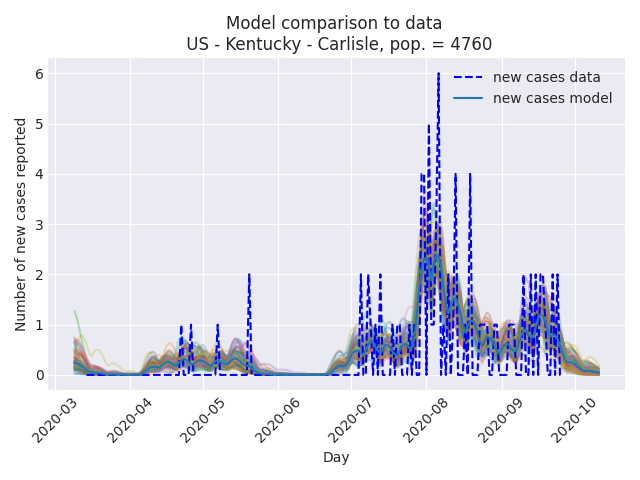 Model comparison to data
US - Kentucky - Carlisle, pop. = 4760
new cases data
new cases model
Number of new cases reported
6
5
4
3
2
1
0
2020-03
2020-04
2020-05
2020-06
2020-07
2020-08
2020-09
2020-10
Day